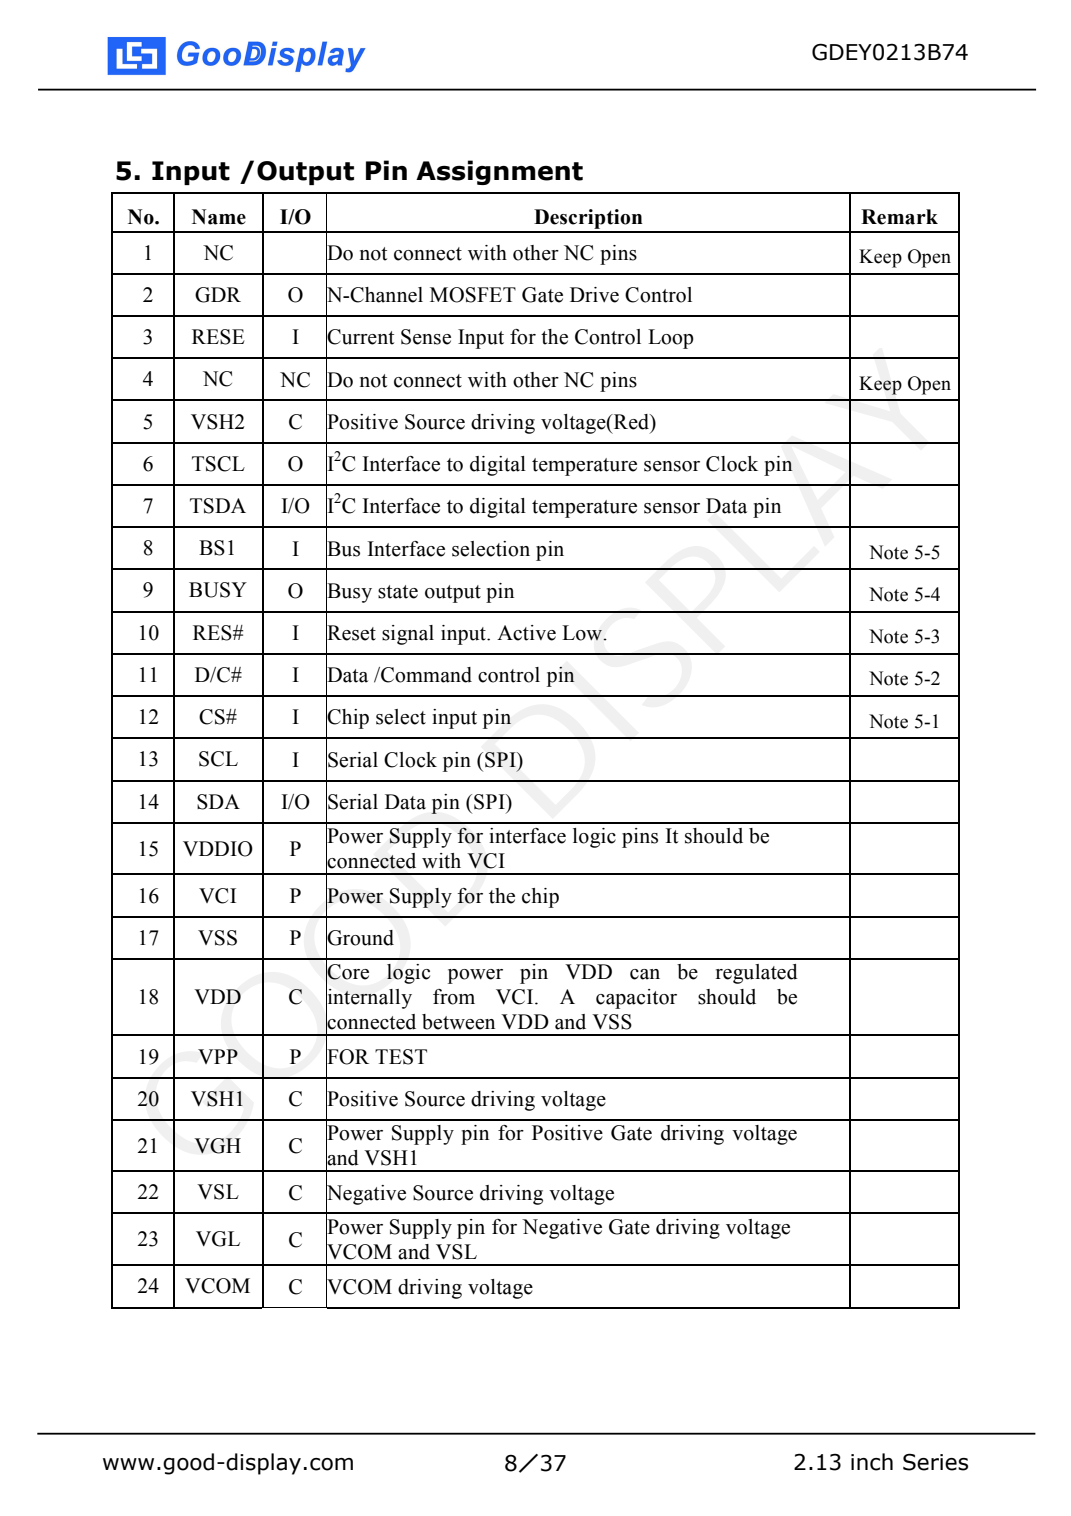 GooDisplay
GDEY0213B74
5. Input /Output Pin Assignment
No. Name I/O Description Remark
1 NC Do not connect with other NC pins Keep Open
2 GDR O N-Channel MOSFET Gate Drive Control
3 RESE I Current Sense Input for the Control Loop
4 NC NC Do not connect with other NC pins Keep Open
5 VSH2 C Positive Source driving voltage(Red)
6 TSCL O I²C Interface to digital temperature sensor Clock pin
7 TSDA I/O I²C Interface to digital temperature sensor Data pin
8 BS1 I Bus Interface selection pin Note 5-5
9 BUSY O Busy state output pin Note 5-4
10 RES# I Reset signal input. Active Low. Note 5-3
11 D/C# I Data /Command control pin Note 5-2
12 CS# I Chip select input pin Note 5-1
13 SCL I Serial Clock pin (SPI)
14 SDA I/O Serial Data pin (SPI)
15 VDDIO P Power Supply for interface logic pins It should be
connected with VCI
16 VCI P Power Supply for the chip
17 VSS P Ground
18 VDD C Core logic power pin VDD can be regulated
internally from VCI. A capacitor should be
connected between VDD and VSS
19 VPP P FOR TEST
20 VSH1 C Positive Source driving voltage
21 VGH C Power Supply pin for Positive Gate driving voltage
and VSH1
22 VSL C Negative Source driving voltage
23 VGL C Power Supply pin for Negative Gate driving voltage
VCOM and VSL
24 VCOM C VCOM driving voltage
GOOD DISPLAY
www.good-display.com
8/37
2.13 inch Series